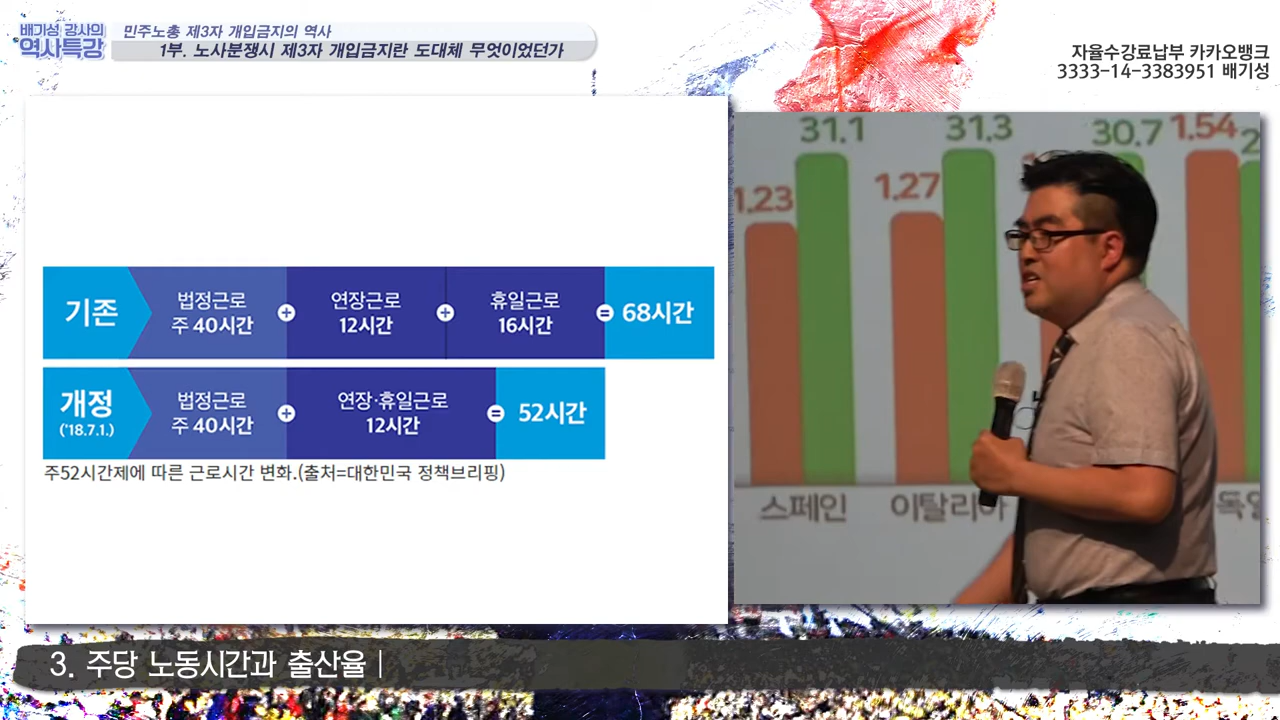 배기성 강사의
역사특강
민주노총 제3자 개입금지의 역사
1부. 노사분쟁시 제3자 개입금지란 도대체 무엇이었던가
자율수강료납부 카카오뱅크
3333-14-3383951 배기성
기존
법정근로
주 40시간
+
연장근로
12시간
+
휴일근로
16시간
=
68시간
개정
('18.7.1.)
법정근로
주 40시간
+
연장·휴일근로
12시간
=
52시간
주52시간제에 따른 근로시간 변화.(출처=대한민국 정책브리핑)
31.1
31.3
30.7
1.54
1.23
1.27
스페인
이탈리아
3. 주당 노동시간과 출산율